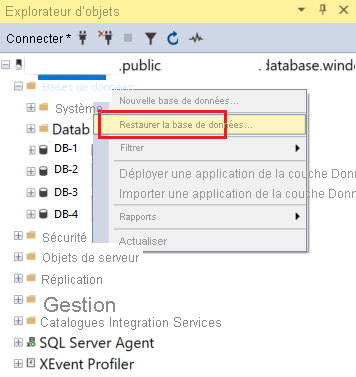 Explorateur d'objets
Connecter
.public.
.database.windo
Bases de données
Nouvelle base de données...
Système
Restaurer la base de données...
Datab
DB-1
Filtrer
DB-2
Déployer une application de la couche Donn
DB-3
Importer une application de la couche Donn
DB-4
Rapports
Sécurité
Actualiser
Objets de serveur
Réplication
Gestion
Catalogues Integration Services
SQL Server Agent
XEvent Profiler